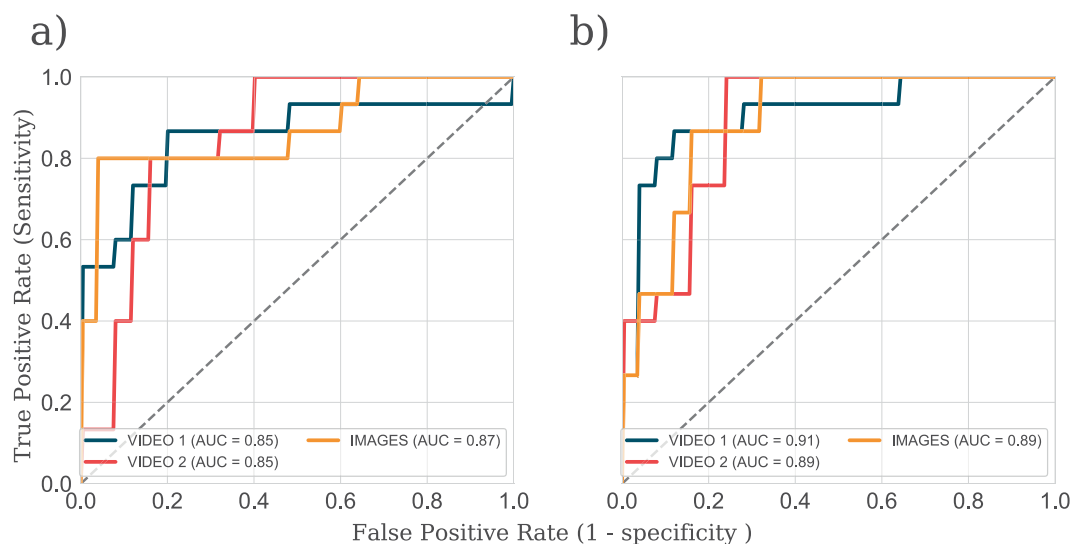 a)
b)
True Positive Rate (Sensitivity)
1.0
0.8
0.6
0.4
0.2
0.0
VIDEO 1 (AUC = 0.85)
VIDEO 2 (AUC = 0.85)
IMAGES (AUC = 0.87)
0.0
0.2
0.4
0.6
0.8
1.0
VIDEO 1 (AUC = 0.91)
VIDEO 2 (AUC = 0.89)
IMAGES (AUC = 0.89)
0.0
0.2
0.4
0.6
0.8
1.0
False Positive Rate (1 - specificity )